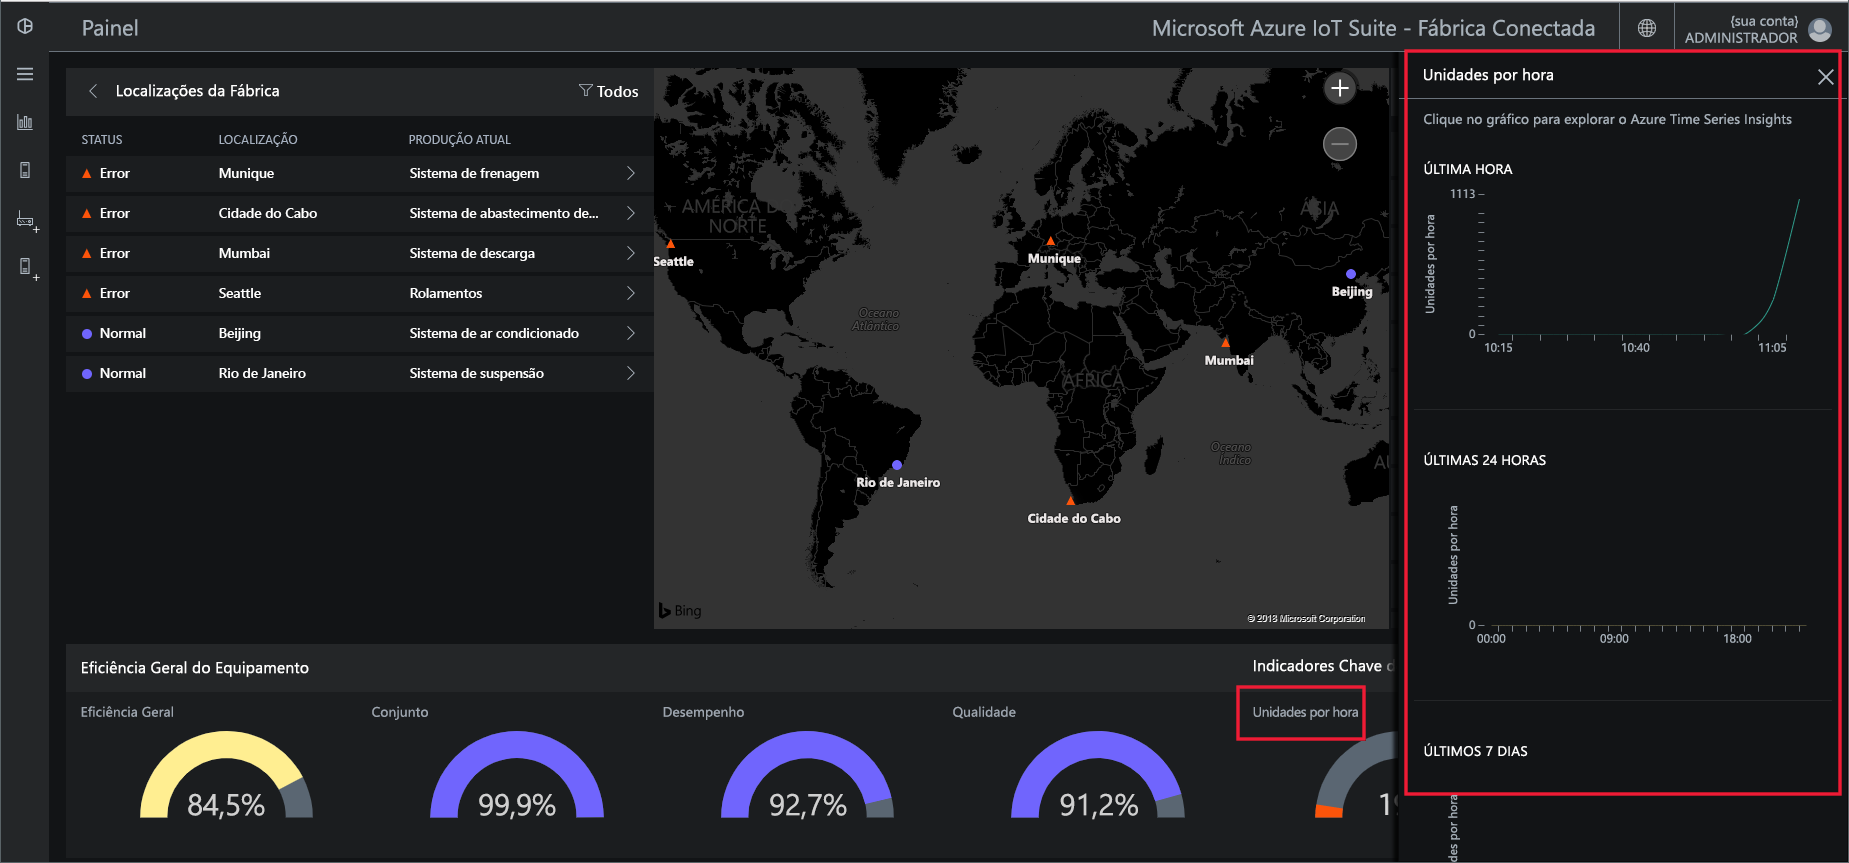 Painel
Microsoft Azure IoT Suite - Fábrica Conectada
{sua conta}
ADMINISTRADOR
Localizações da Fábrica
Todos
STATUS LOCALIZAÇÃO PRODUÇÃO ATUAL
Error Munique Sistema de frenagem
Error Cidade do Cabo Sistema de abastecimento de...
Error Mumbai Sistema de descarga
Error Seattle Rolamentos
Normal Beijing Sistema de ar condicionado
Normal Rio de Janeiro Sistema de suspensão
AMÉRICA D
NORTE
ÁSIA
Seattle
Munique
Beijing
Oceano
Atlântico
Mumbai
ÁFRICA
Oceano
Índico
AU
Rio de Janeiro
Cidade do Cabo
Bing
© 2018 Microsoft Corporation
Unidades por hora
Clique no gráfico para explorar o Azure Time Series Insights
ÚLTIMA HORA
1113
Unidades por hora
0
10:15 10:40 11:05
ÚLTIMAS 24 HORAS
Unidades por hora
0
00:00 09:00 18:00
ÚLTIMOS 7 DIAS
des por hora
Eficiência Geral do Equipamento
Indicadores Chave d
Eficiência Geral
84,5%
Conjunto
99,9%
Desempenho
92,7%
Qualidade
91,2%
Unidades por hora